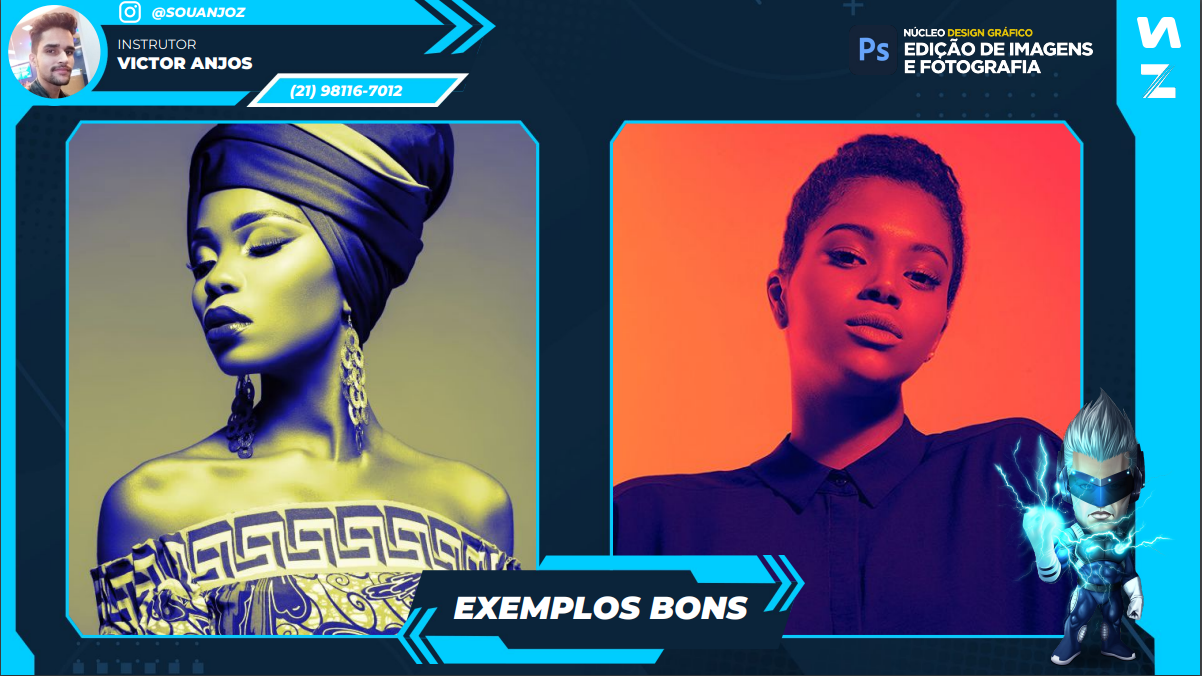 @SOUANJOZ
INSTRUTOR
VICTOR ANJOS
(21) 98116-7012
Ps
NÚCLEO DESIGN GRÁFICO
EDIÇÃO DE IMAGENS
E FOTOGRAFIA
EXEMPLOS BONS